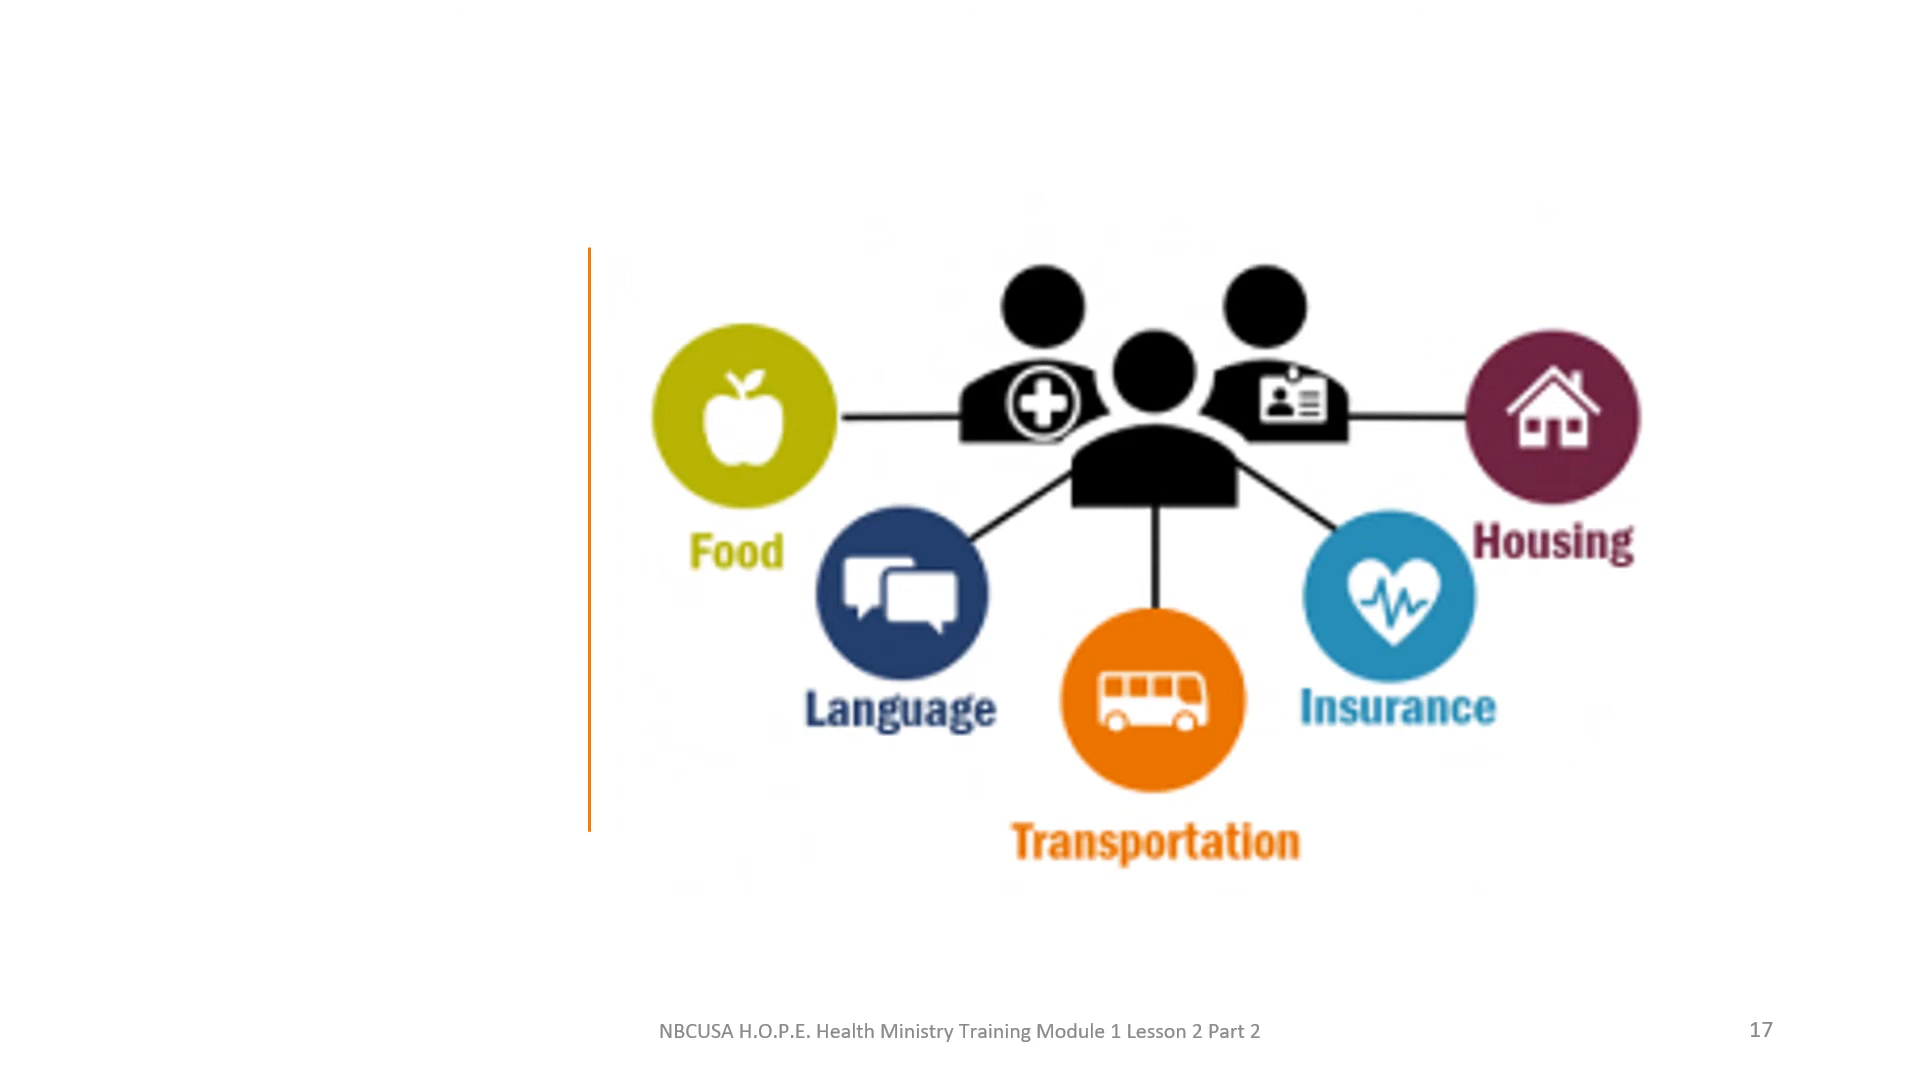 Food
Housing
Language
Insurance
Transportation
NBCUSA H.O.P.E. Health Ministry Training Module 1 Lesson 2 Part 2
17